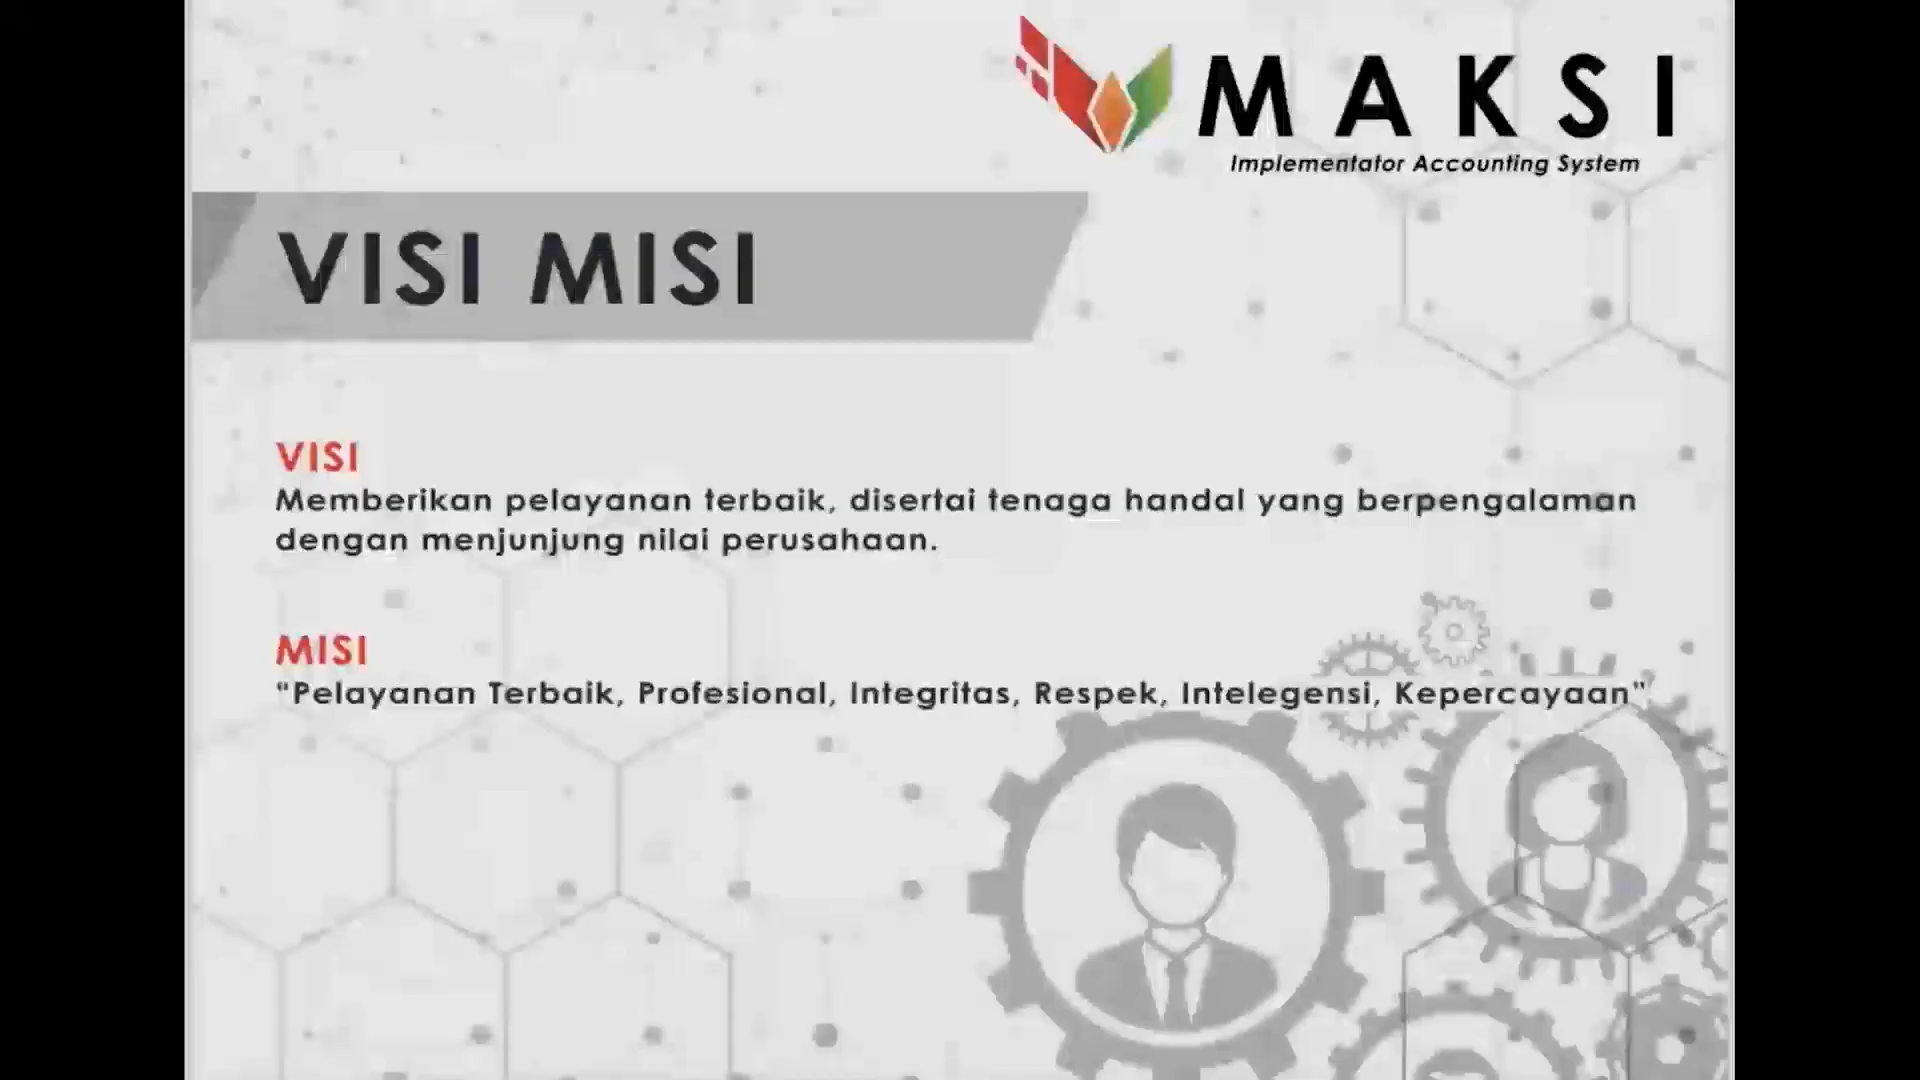 MAKSI
Implementator Accounting System
VISI MISI
VISI
Memberikan pelayanan terbaik, disertai tenaga handal yang berpengalaman
dengan menjunjung nilai perusahaan.
MISI
"Pelayanan Terbaik, Profesional, Integritas, Respek, Intelegensi, Kepercayaan"